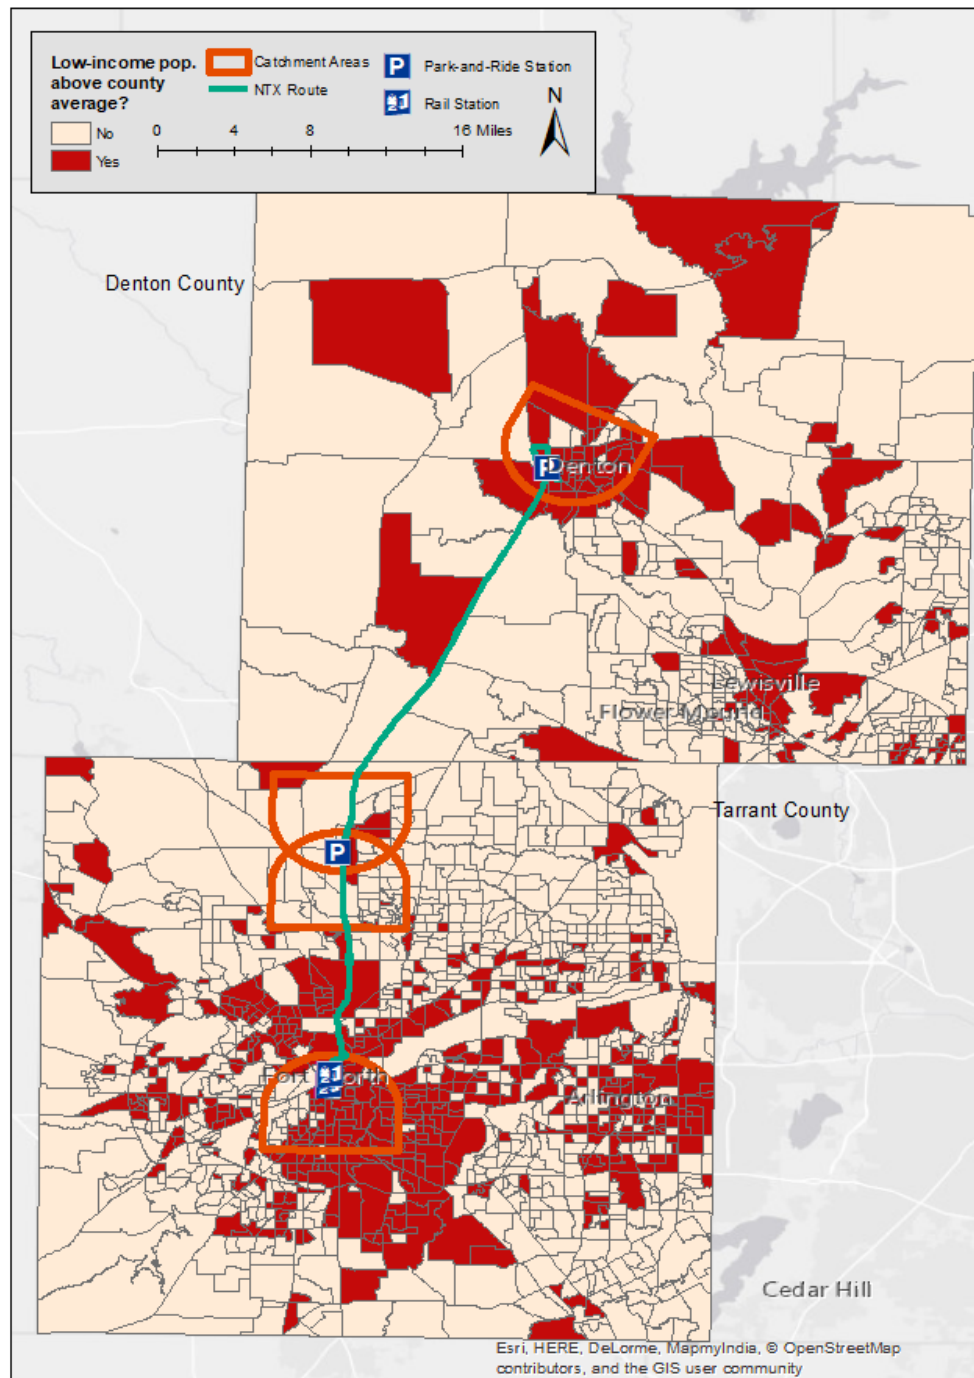 Low-income pop.
above county
average?
No
Yes
Catchment Areas
NTX Route
P
Park-and-Ride Station
Rail Station
N
0 4 8 16 Miles
Denton County
P
Denton
Lewisville
Flower Mound
Tarrant County
P
Fort Worth
Arlington
Cedar Hill
Esri, HERE, DeLorme, MapmyIndia, © OpenStreetMap
contributors, and the GIS user community